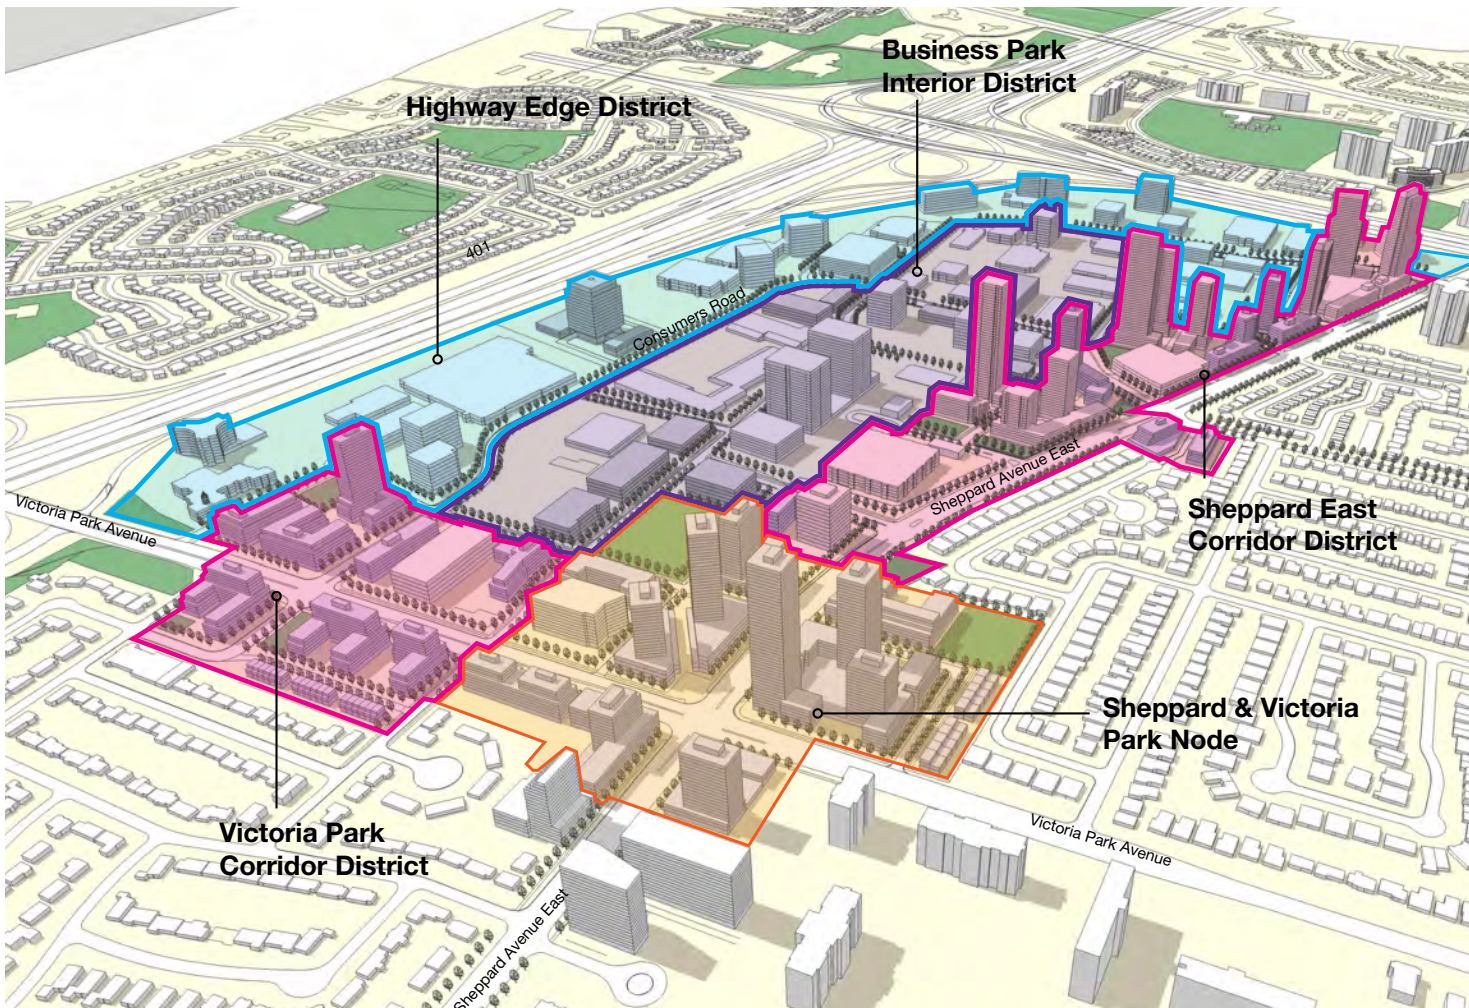 Business Park
Interior District
Highway Edge District
401
Consumers Road
Sheppard Avenue East
Victoria Park Avenue
Sheppard East
Corridor District
Sheppard & Victoria
Park Node
Victoria Park
Corridor District
Victoria Park Avenue
Sheppard Avenue East